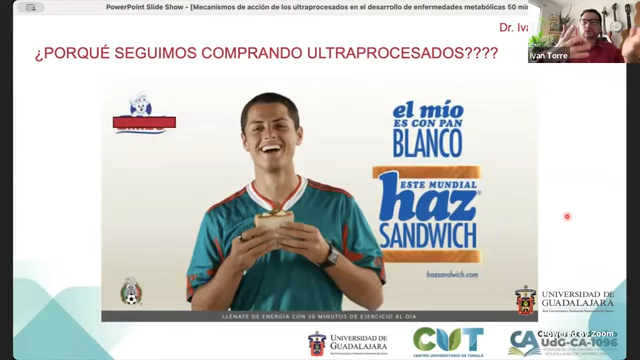 PowerPoint Slide Show - [Mecanismos de acción de los ultraprocesados en el desarrollo de enfermedades metabólicas 50 min
Dr. Iva
Ivan Torre
¿PORQUÉ SEGUIMOS COMPRANDO ULTRAPROCESADOS????
el mío
ES CON PAN
BLANCO
ESTE MUNDIAL
haz®
SANDWICH
hazsandwich.com
LLÉNATE DE ENERGÍA CON 30 MINUTOS DE EJERCICIO AL DÍA
UNIVERSIDAD DE
GUADALAJARA
UNIVERSIDAD DE
GUADALAJARA
CUT
CENTRO UNIVERSITARIO DE TONALÁ
CA
UDG-CA-1096
Powered by Zoom